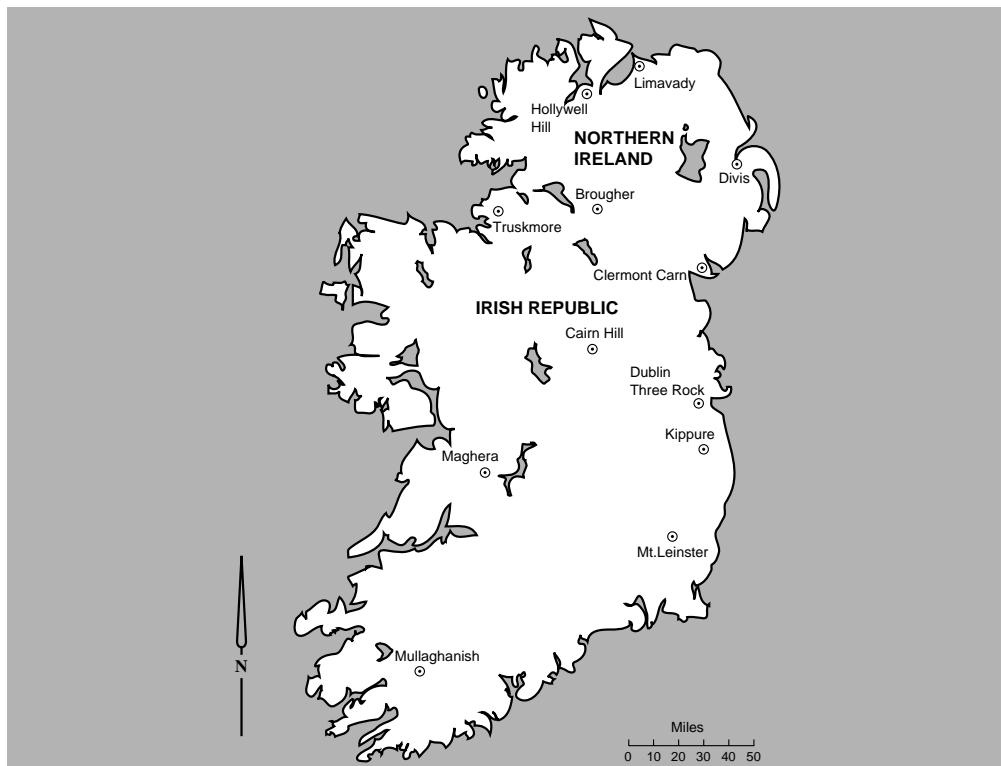 Limavady
Hollywell
Hill
NORTHERN
IRELAND
Divis
Brougher
Truskmore
Clermont Carn
IRISH REPUBLIC
Cairn Hill
Dublin
Three Rock
Kippure
Maghera
Mt.Leinster
Mullaghanish
N
Miles
0 10 20 30 40 50